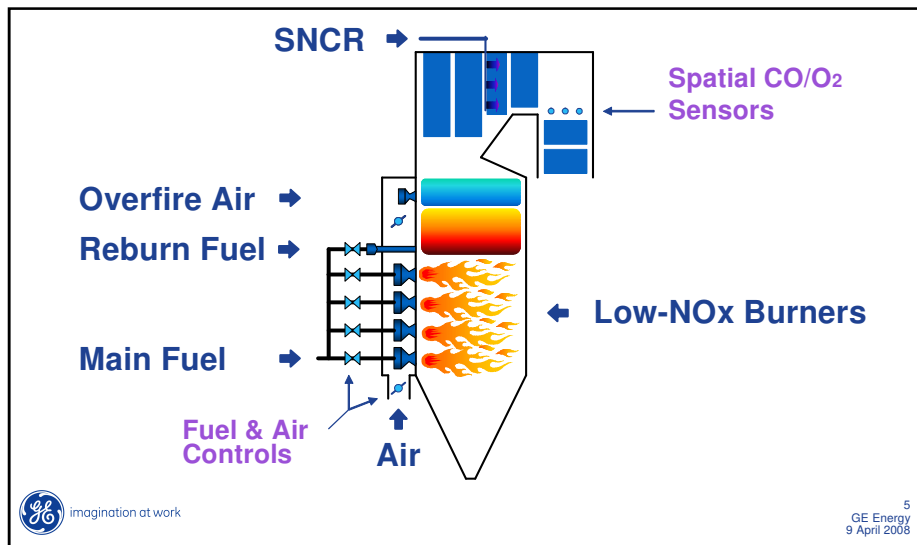 SNCR
Spatial CO/O2
Sensors
Overfire Air
Reburn Fuel
Low-NOx Burners
Main Fuel
Fuel & Air
Controls
Air
GE
imagination at work
5
GE Energy
9 April 2008